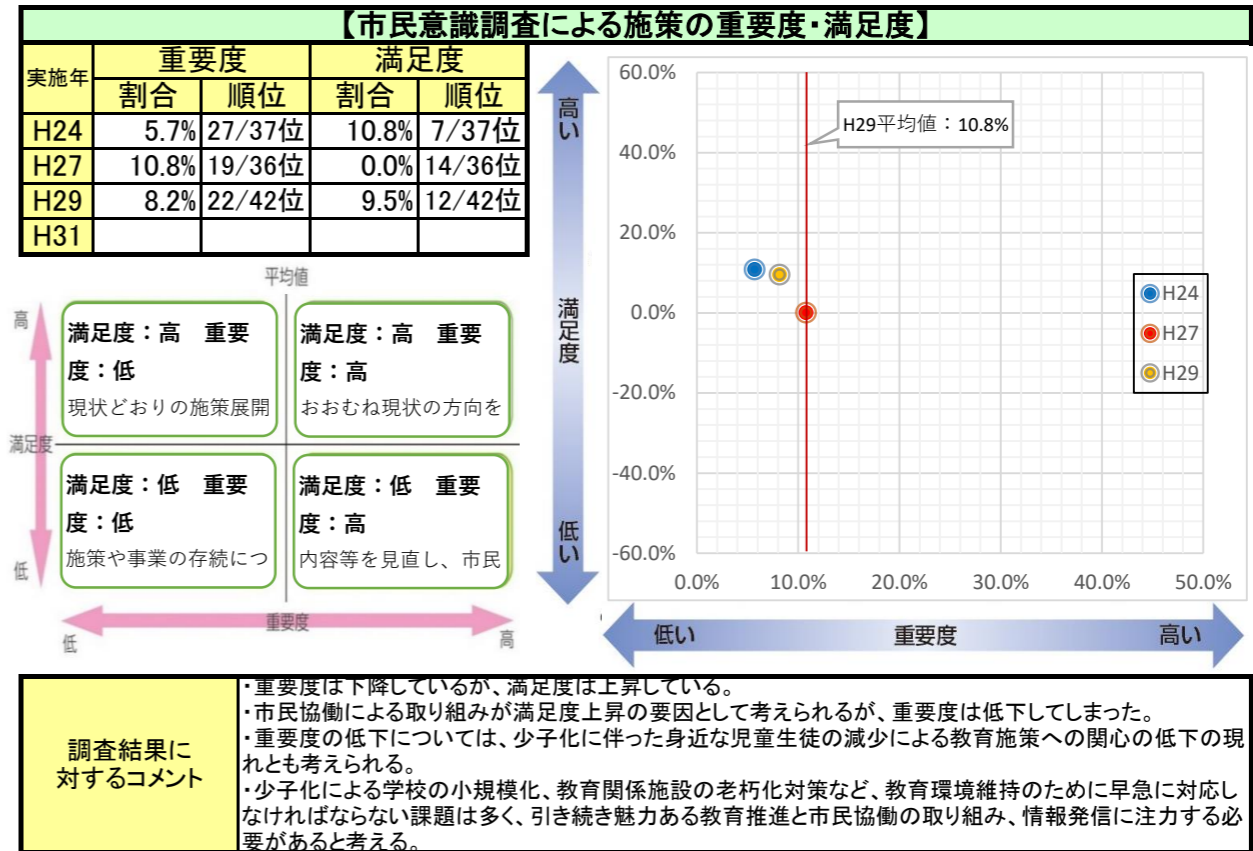 【市民意識調査による施策の重要度・満足度】
実施年 重要度 満足度
割合 順位 割合 順位
H24 5.7% 27/37位 10.8% 7/37位
H27 10.8% 19/36位 0.0% 14/36位
H29 8.2% 22/42位 9.5% 12/42位
H31
平均値
高
満足度：高 重要
度：低
現状どおりの施策展開
満足度：高 重要
度：高
おおむね現状の方向を
満足度
満足度：低 重要
度：低
施策や事業の存続につ
満足度：低 重要
度：高
内容等を見直し、市民
低
重要度
低
高
高い
満足度
低い
60.0%
40.0%
20.0%
0.0%
-20.0%
-40.0%
-60.0%
H29平均値：10.8%
H24
H27
H29
0.0% 10.0% 20.0% 30.0% 40.0% 50.0%
低い 重要度 高い
調査結果に
対するコメント
・重要度は下降しているが、満足度は上昇している。
・市民協働による取り組みが満足度上昇の要因として考えられるが、重要度は低下してしまった。
・重要度の低下については、少子化に伴った身近な児童生徒の減少による教育施策への関心の低下の現
れとも考えられる。
・少子化による学校の小規模化、教育関係施設の老朽化対策など、教育環境維持のために早急に対応し
なければならない課題は多く、引き続き魅力ある教育推進と市民協働の取り組み、情報発信に注力する必
要があると考える。